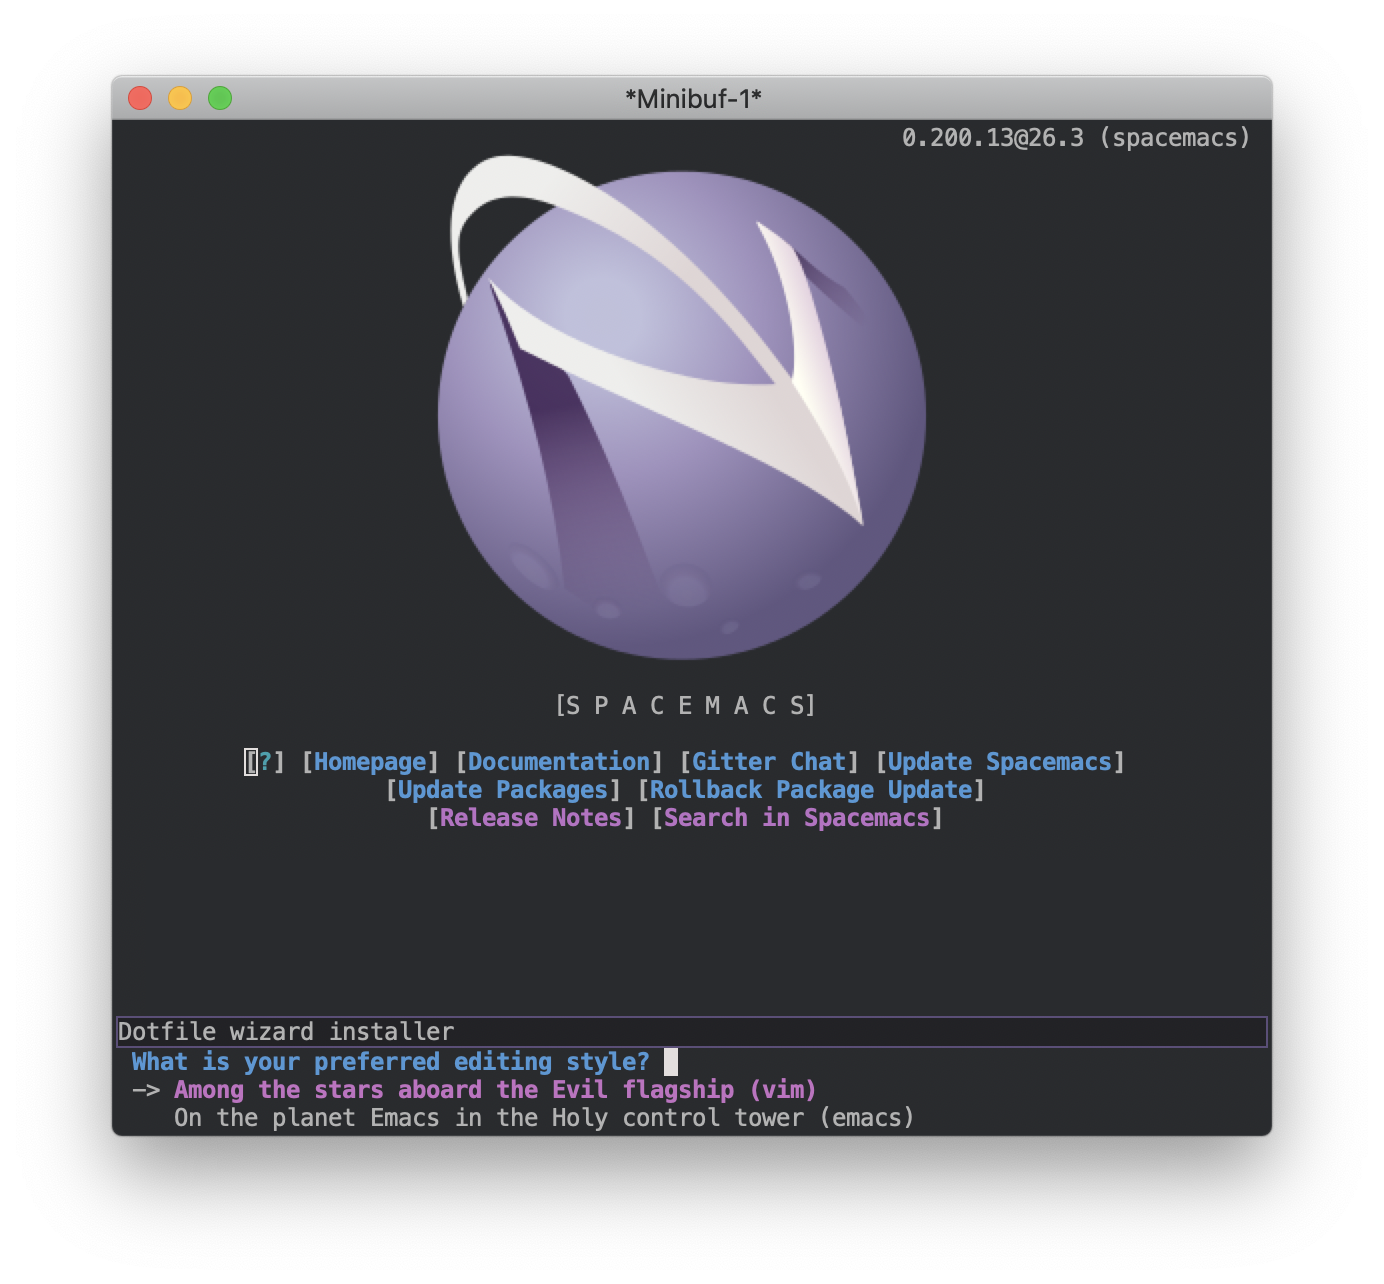 *Minibuf-1*
0.200.13@26.3 (spacemacs)
[S P A C E M A C S]
[?] [Homepage] [Documentation] [Gitter Chat] [Update Spacemacs]
[Update Packages] [Rollback Package Update]
[Release Notes] [Search in Spacemacs]
Dotfile wizard installer
What is your preferred editing style?
—> Among the stars aboard the Evil flagship (vim)
On the planet Emacs in the Holy control tower (emacs)